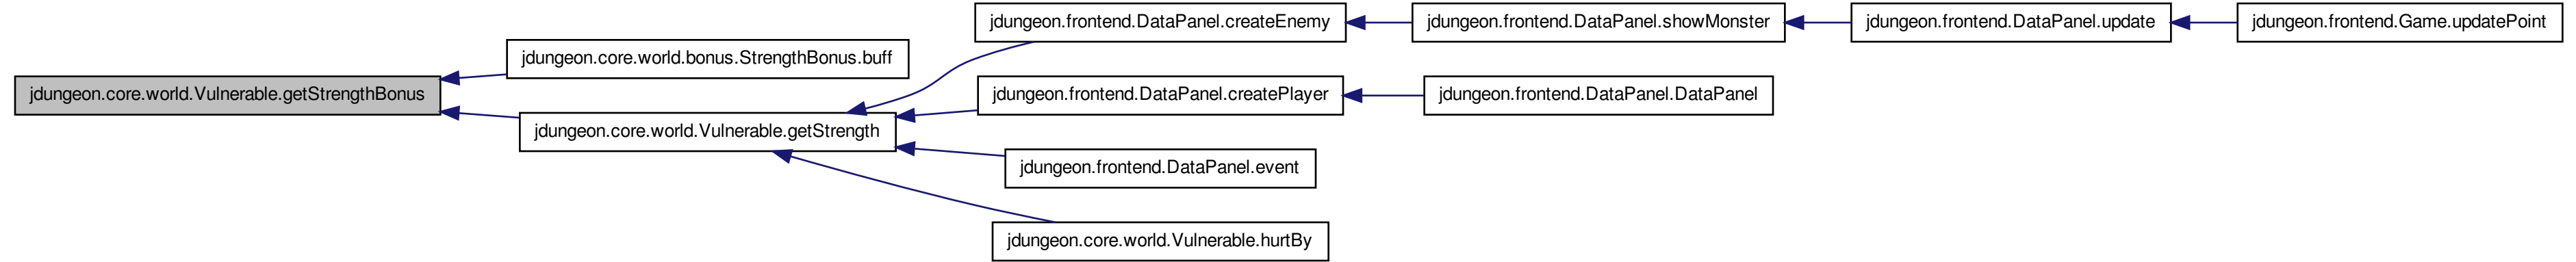 jdungeon.core.world.Vulnerable.getStrengthBonus
jdungeon.core.world.bonus.StrengthBonus.buff
jdungeon.core.world.Vulnerable.getStrength
jdungeon.frontend.DataPanel.createEnemy
jdungeon.frontend.DataPanel.showMonster
jdungeon.frontend.DataPanel.update
jdungeon.frontend.Game.updatePoint
jdungeon.frontend.DataPanel.createPlayer
jdungeon.frontend.DataPanel.DataPanel
jdungeon.frontend.DataPanel.event
jdungeon.core.world.Vulnerable.hurtBy